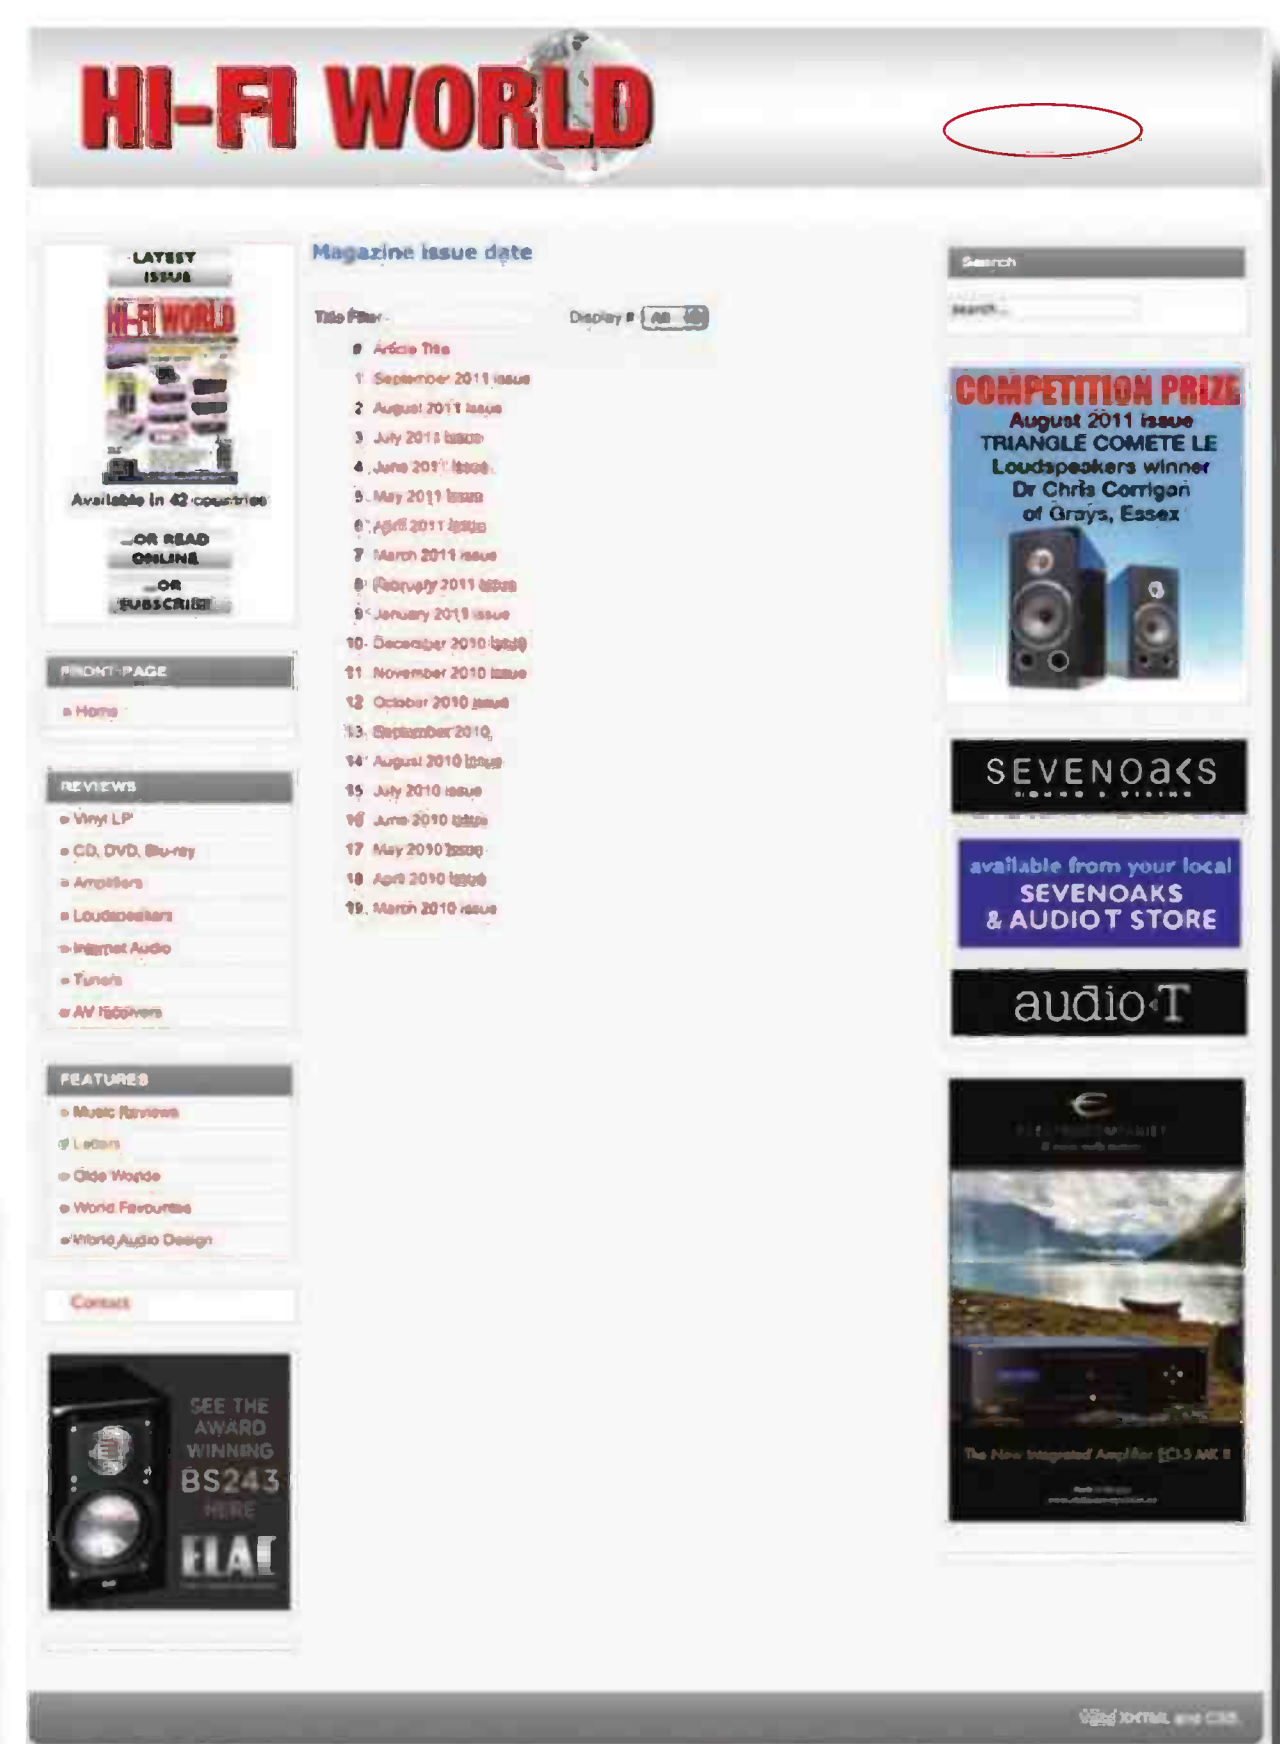 HI-FI WORLD
LATEST
ISSUE
HI-FI WORLD
Available in 42 countries
...OR READ
ONLINE
...OR
SUBSCRIBE
FRONT-PAGE
» Home
REVIEWS
» Vinyl LP
» CD, DVD, Blu-ray
» Amplifiers
» Loudspeakers
» Internet Audio
» Tuners
» AV receivers
FEATURES
» Music Reviews
» Letters
» Olde Worlde
» World Favourites
» World Audio Design
Contact
SEE THE
AWARD
WINNING
BS243
HERE
ELAC
Magazine issue date
Title Filter
Display # All
# Article Title
1 September 2011 issue
2 August 2011 issue
3 July 2011 issue
4 June 2011 issue
5 May 2011 issue
6 April 2011 issue
7 March 2011 issue
8 February 2011 issue
9 January 2011 issue
10 December 2010 issue
11 November 2010 issue
12 October 2010 issue
13 September 2010
14 August 2010 issue
15 July 2010 issue
16 June 2010 issue
17 May 2010 issue
18 April 2010 issue
19 March 2010 issue
Search
search...
COMPETITION PRIZE
August 2011 issue
TRIANGLE COMETE LE
Loudspeakers winner
Dr Chris Corrigan
of Grays, Essex
SEVENOAKS
SOUND & VISION
available from your local
SEVENOAKS
& AUDIO T STORE
audio-T
ELECTROCOMPANIET
The New Integrated Amplifier ECI-5 MK II
Valid XHTML and CSS.